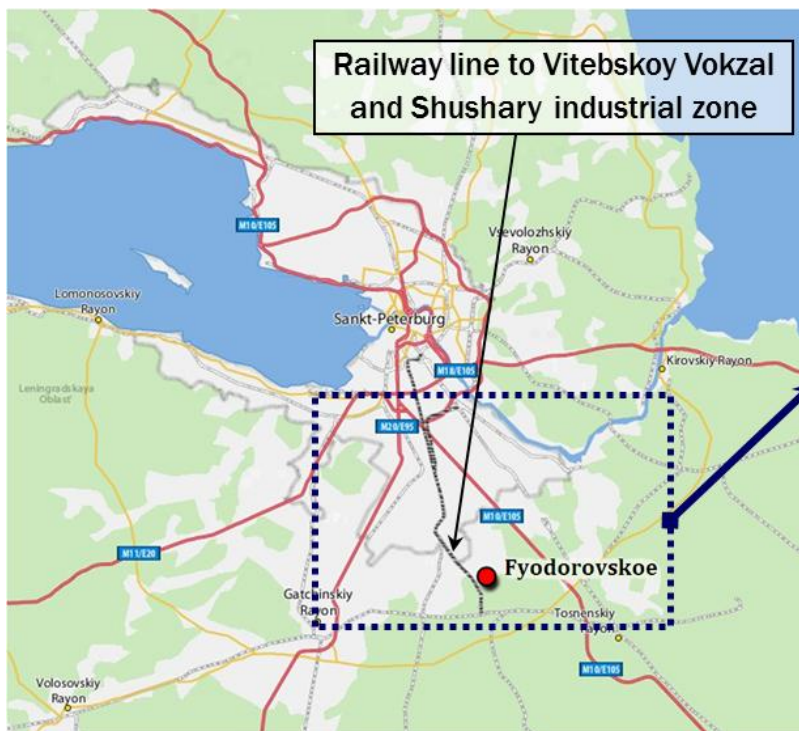 Railway line to Vitebskoy Vokzal
and Shushary industrial zone
M10/E105
Vsevolozhskiy
Rayon
Lomonosovskiy
Rayon
Sankt-Peterburg
Kirovskiy Rayon
M18/E105
Leningradskaya
Oblast'
M20/E95
M10/E105
M11/E20
Fyodorovskoe
Gatchinskiy
Rayon
Tosnenskiy
Rayon
M10/E105
Volosovskiy
Rayon